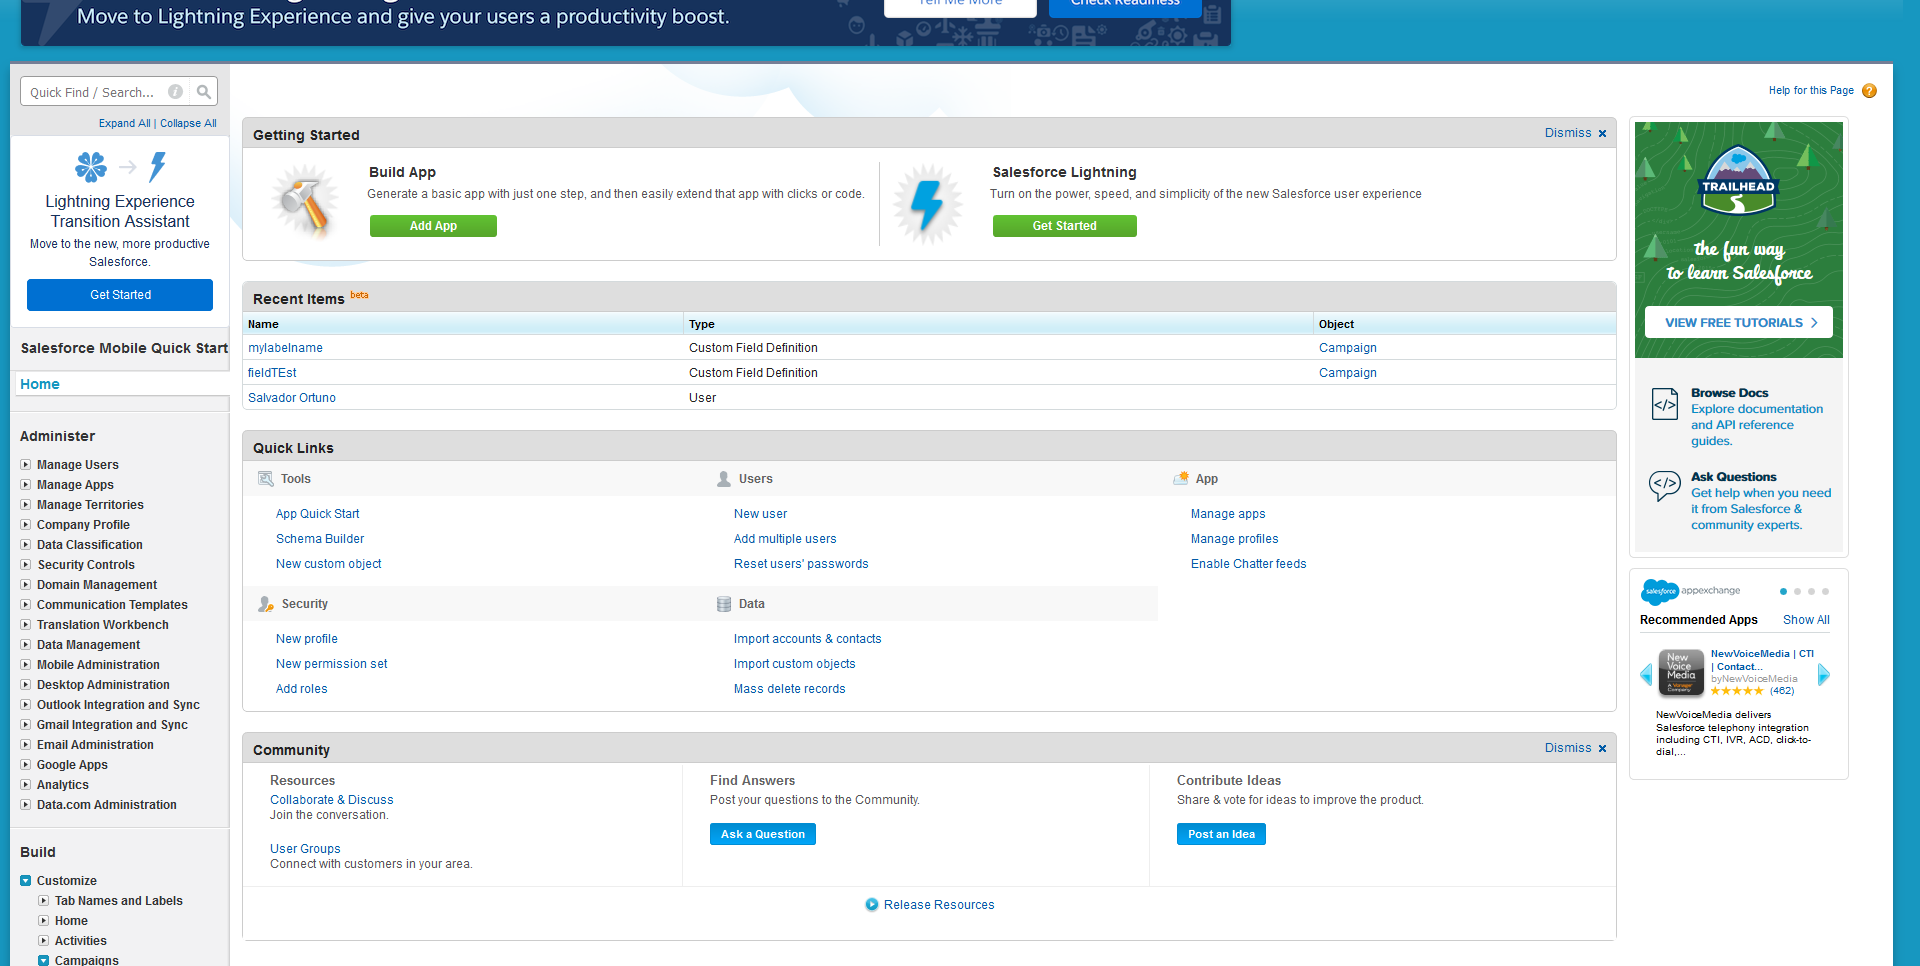 Move to Lightning Experience and give your users a productivity boost.
Tell Me More
Check Readiness
Quick Find / Search...
Expand All | Collapse All
Lightning Experience
Transition Assistant
Move to the new, more productive
Salesforce.
Get Started
Salesforce Mobile Quick Start
Home
Administer
Manage Users
Manage Apps
Manage Territories
Company Profile
Data Classification
Security Controls
Domain Management
Communication Templates
Translation Workbench
Data Management
Mobile Administration
Desktop Administration
Outlook Integration and Sync
Gmail Integration and Sync
Email Administration
Google Apps
Analytics
Data.com Administration
Build
Customize
Tab Names and Labels
Home
Activities
Campaigns
Help for this Page ?
Getting Started
Dismiss
Build App
Generate a basic app with just one step, and then easily extend that app with clicks or code.
Add App
Salesforce Lightning
Turn on the power, speed, and simplicity of the new Salesforce user experience
Get Started
Recent Items beta
Name Type Object
mylabelname Custom Field Definition Campaign
fieldTEst Custom Field Definition Campaign
Salvador Ortuno User
Quick Links
Tools
App Quick Start
Schema Builder
New custom object
Users
New user
Add multiple users
Reset users' passwords
App
Manage apps
Manage profiles
Enable Chatter feeds
Security
New profile
New permission set
Add roles
Data
Import accounts & contacts
Import custom objects
Mass delete records
Community
Dismiss
Resources
Collaborate & Discuss
Join the conversation.
User Groups
Connect with customers in your area.
Find Answers
Post your questions to the Community.
Ask a Question
Contribute Ideas
Share & vote for ideas to improve the product.
Post an Idea
Release Resources
TRAILHEAD
the fun way
to learn Salesforce
VIEW FREE TUTORIALS
</> Browse Docs
Explore documentation
and API reference
guides.
</> Ask Questions
Get help when you need
it from Salesforce &
community experts.
salesforce appexchange
Recommended Apps Show All
New
Voice
Media
A Vonage
Company
NewVoiceMedia | CTI
| Contact...
byNewVoiceMedia
(462)
NewVoiceMedia delivers
Salesforce telephony integration
including CTI, IVR, ACD, click-to-
dial,...